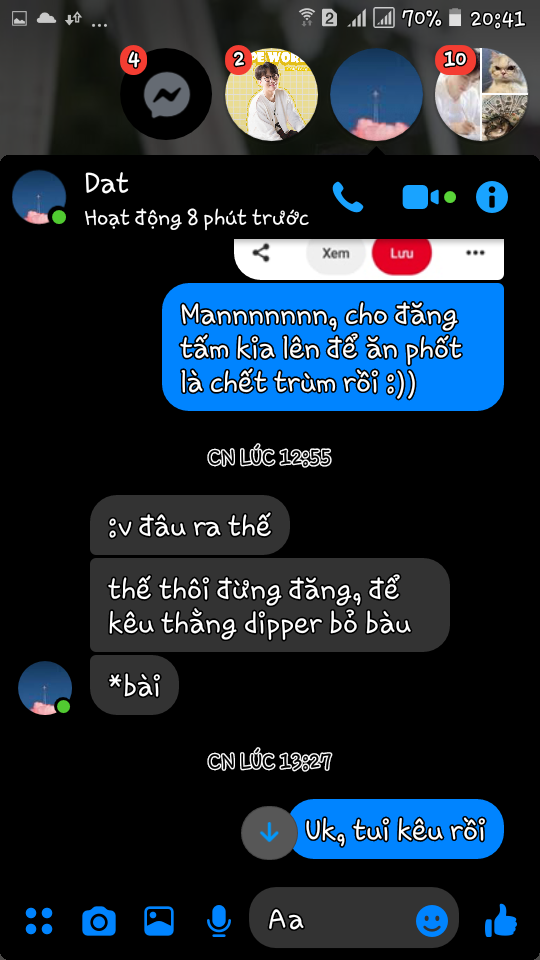 ... 2 70% 20:41
4 2 10
PE WOR
Dat
Hoạt động 8 phút trước
Xem Lưu
Mannnnnnn, cho đăng
tấm kia lên để ăn phốt
là chết trùm rồi :))
CN LÚC 12:55
:v đâu ra thế
thế thôi đừng đăng, để
kêu thằng dipper bỏ bàu
*bài
CN LÚC 13:27
Uk, tui kêu rồi
Aa